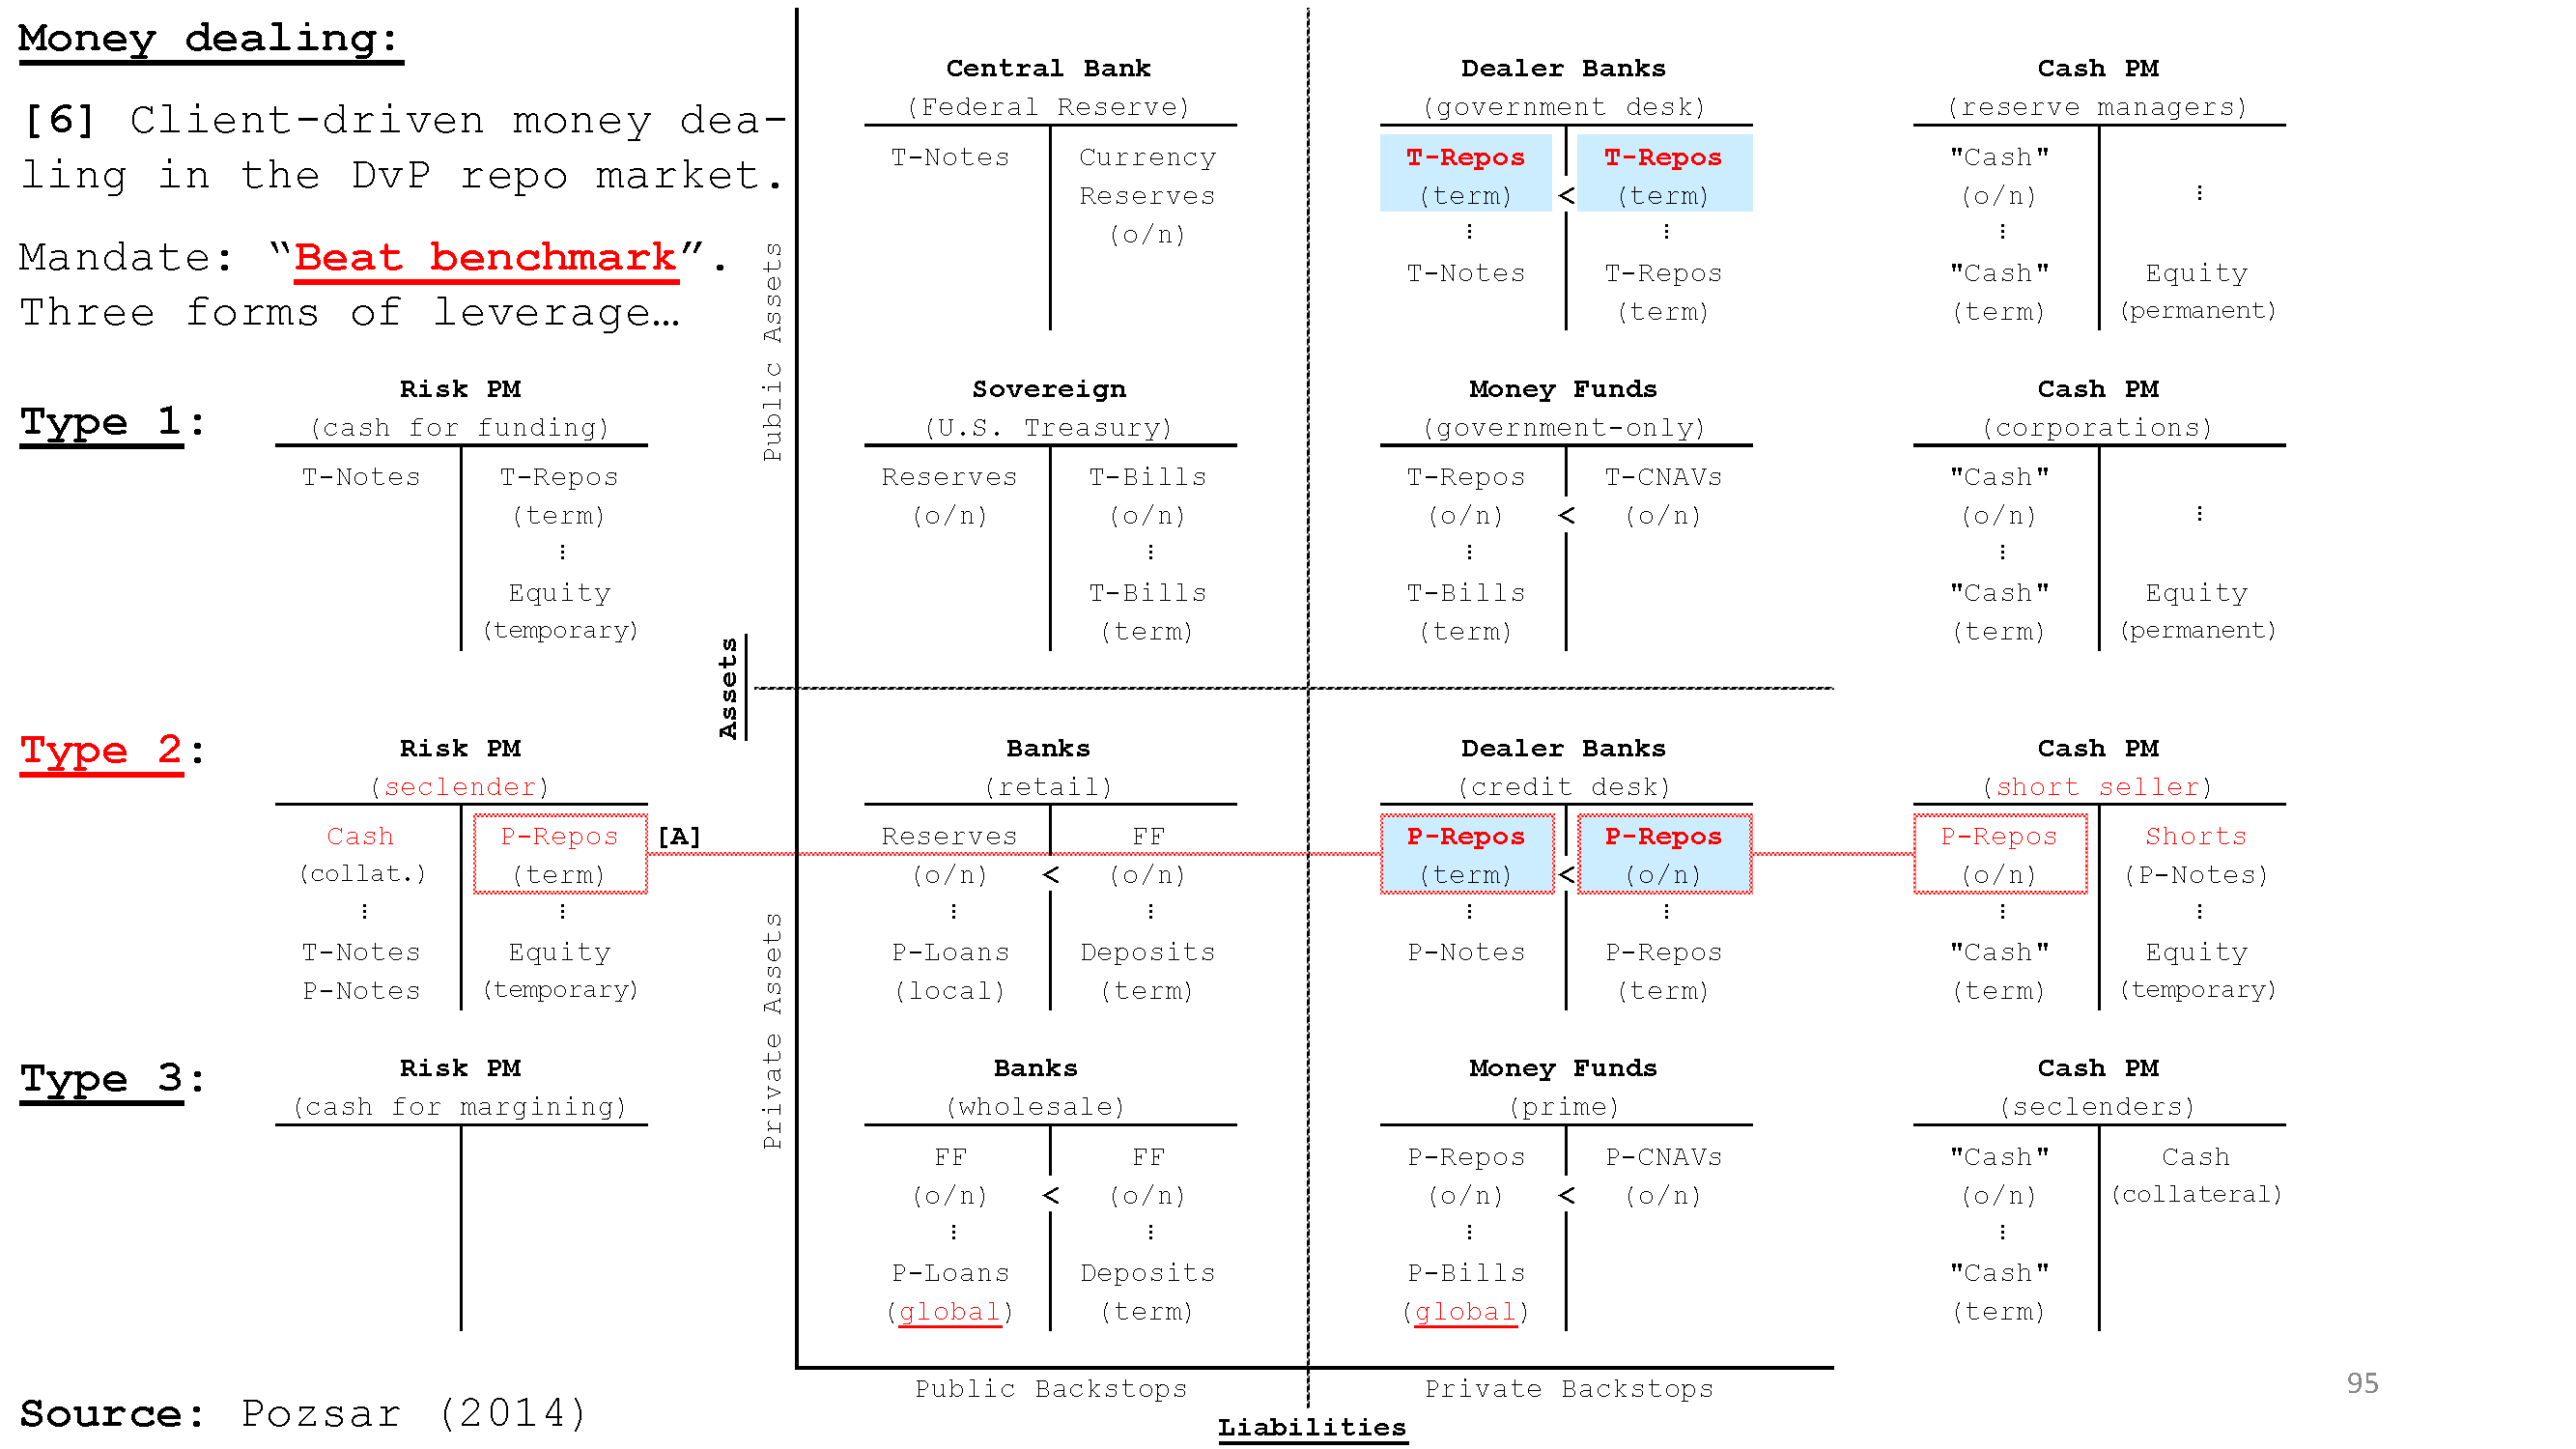 Money dealing:
[6] Client-driven money dea-
ling in the DvP repo market.
Mandate: “Beat benchmark”.
Three forms of leverage…
Public Assets
Central Bank
(Federal Reserve)
T-Notes Currency
Reserves
(o/n)
Dealer Banks
(government desk)
T-Repos T-Repos
(term) < (term)
⋮ ⋮
T-Notes T-Repos
(term)
Cash PM
(reserve managers)
"Cash"
(o/n) ⋮
⋮
"Cash" Equity
(term) (permanent)
Type 1:
Risk PM
(cash for funding)
T-Notes T-Repos
(term)
⋮
Equity
(temporary)
Sovereign
(U.S. Treasury)
Reserves T-Bills
(o/n) (o/n)
⋮
T-Bills
(term)
Money Funds
(government-only)
T-Repos T-CNAVs
(o/n) < (o/n)
⋮
T-Bills
(term)
Cash PM
(corporations)
"Cash"
(o/n) ⋮
⋮
"Cash" Equity
(term) (permanent)
Assets
Type 2:
Risk PM
(seclender)
Cash P-Repos [A]
(collat.) (term)
⋮ ⋮
T-Notes Equity
P-Notes (temporary)
Private Assets
Banks
(retail)
Reserves FF
(o/n) < (o/n)
⋮ ⋮
P-Loans Deposits
(local) (term)
Dealer Banks
(credit desk)
P-Repos P-Repos
(term) < (o/n)
⋮ ⋮
P-Notes P-Repos
(term)
Cash PM
(short seller)
P-Repos Shorts
(o/n) (P-Notes)
⋮ ⋮
"Cash" Equity
(term) (temporary)
Type 3:
Risk PM
(cash for margining)
Banks
(wholesale)
FF FF
(o/n) < (o/n)
⋮ ⋮
P-Loans Deposits
(global) (term)
Money Funds
(prime)
P-Repos P-CNAVs
(o/n) < (o/n)
⋮
P-Bills
(global)
Cash PM
(seclenders)
"Cash" Cash
(o/n) (collateral)
⋮
"Cash"
(term)
Public Backstops Private Backstops
Liabilities
Source: Pozsar (2014)
95